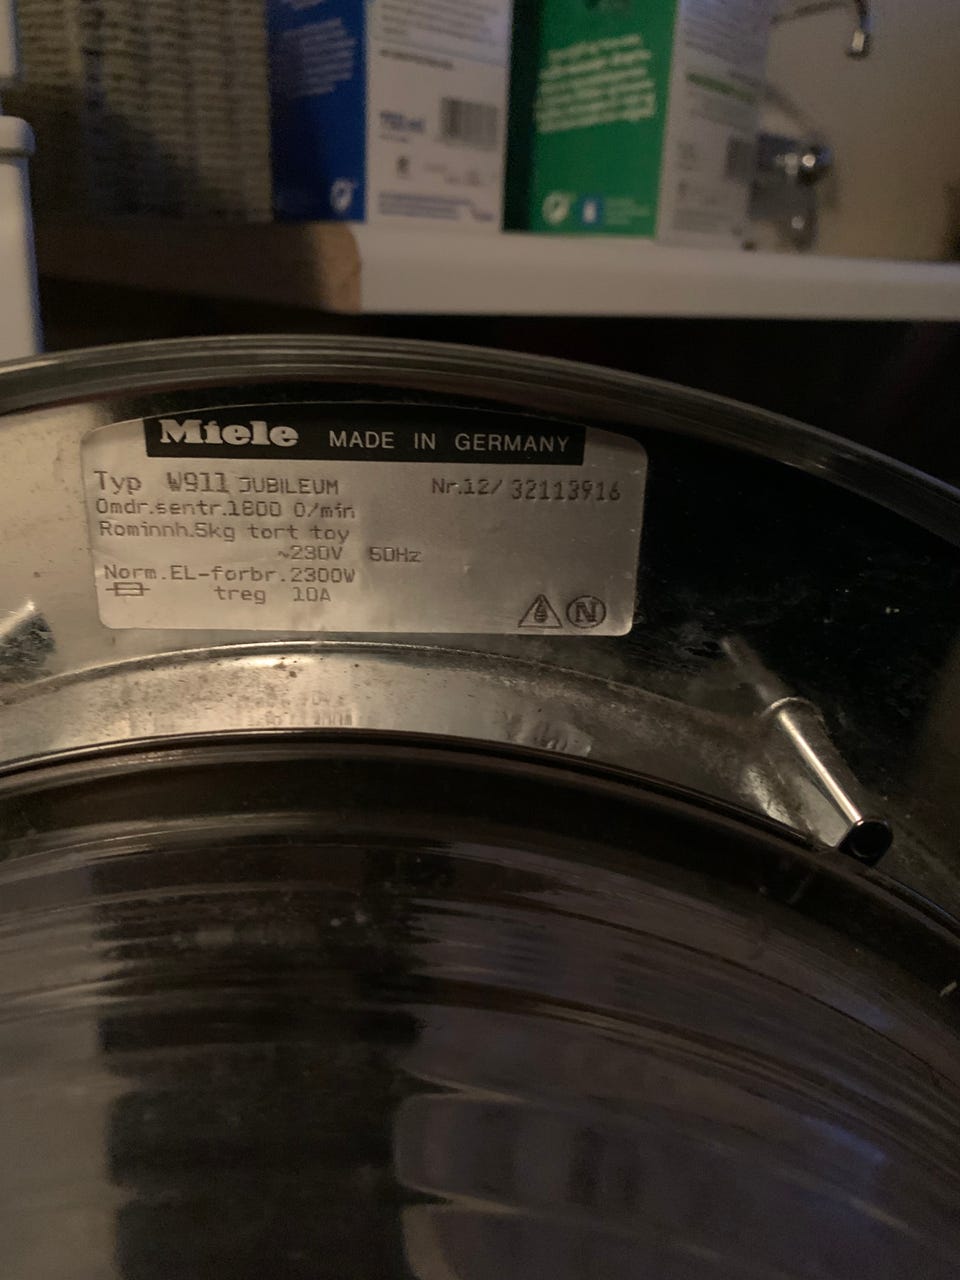 Miele MADE IN GERMANY
Typ W911 JUBILEUM Nr.12/ 32113916
Omdr.sentr.1800 O/min
Rominnh.5kg tort toy
~230V 50Hz
Norm.EL-forbr.2300W
treg 10A
N